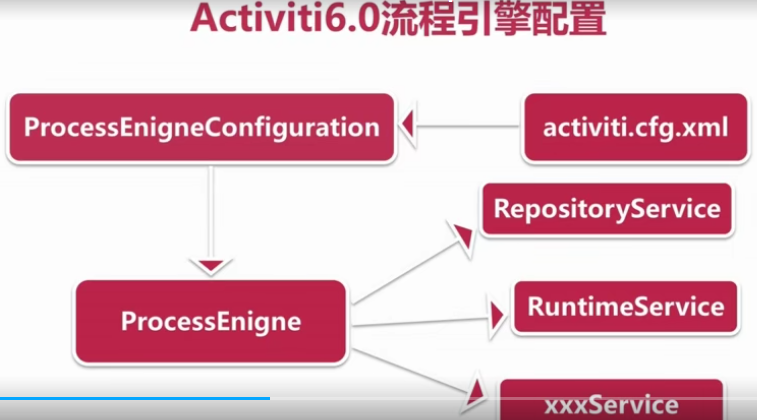 Activiti6.0流程引擎配置
ProcessEnigneConfiguration
activiti.cfg.xml
RepositoryService
ProcessEnigne
RuntimeService
xxxService